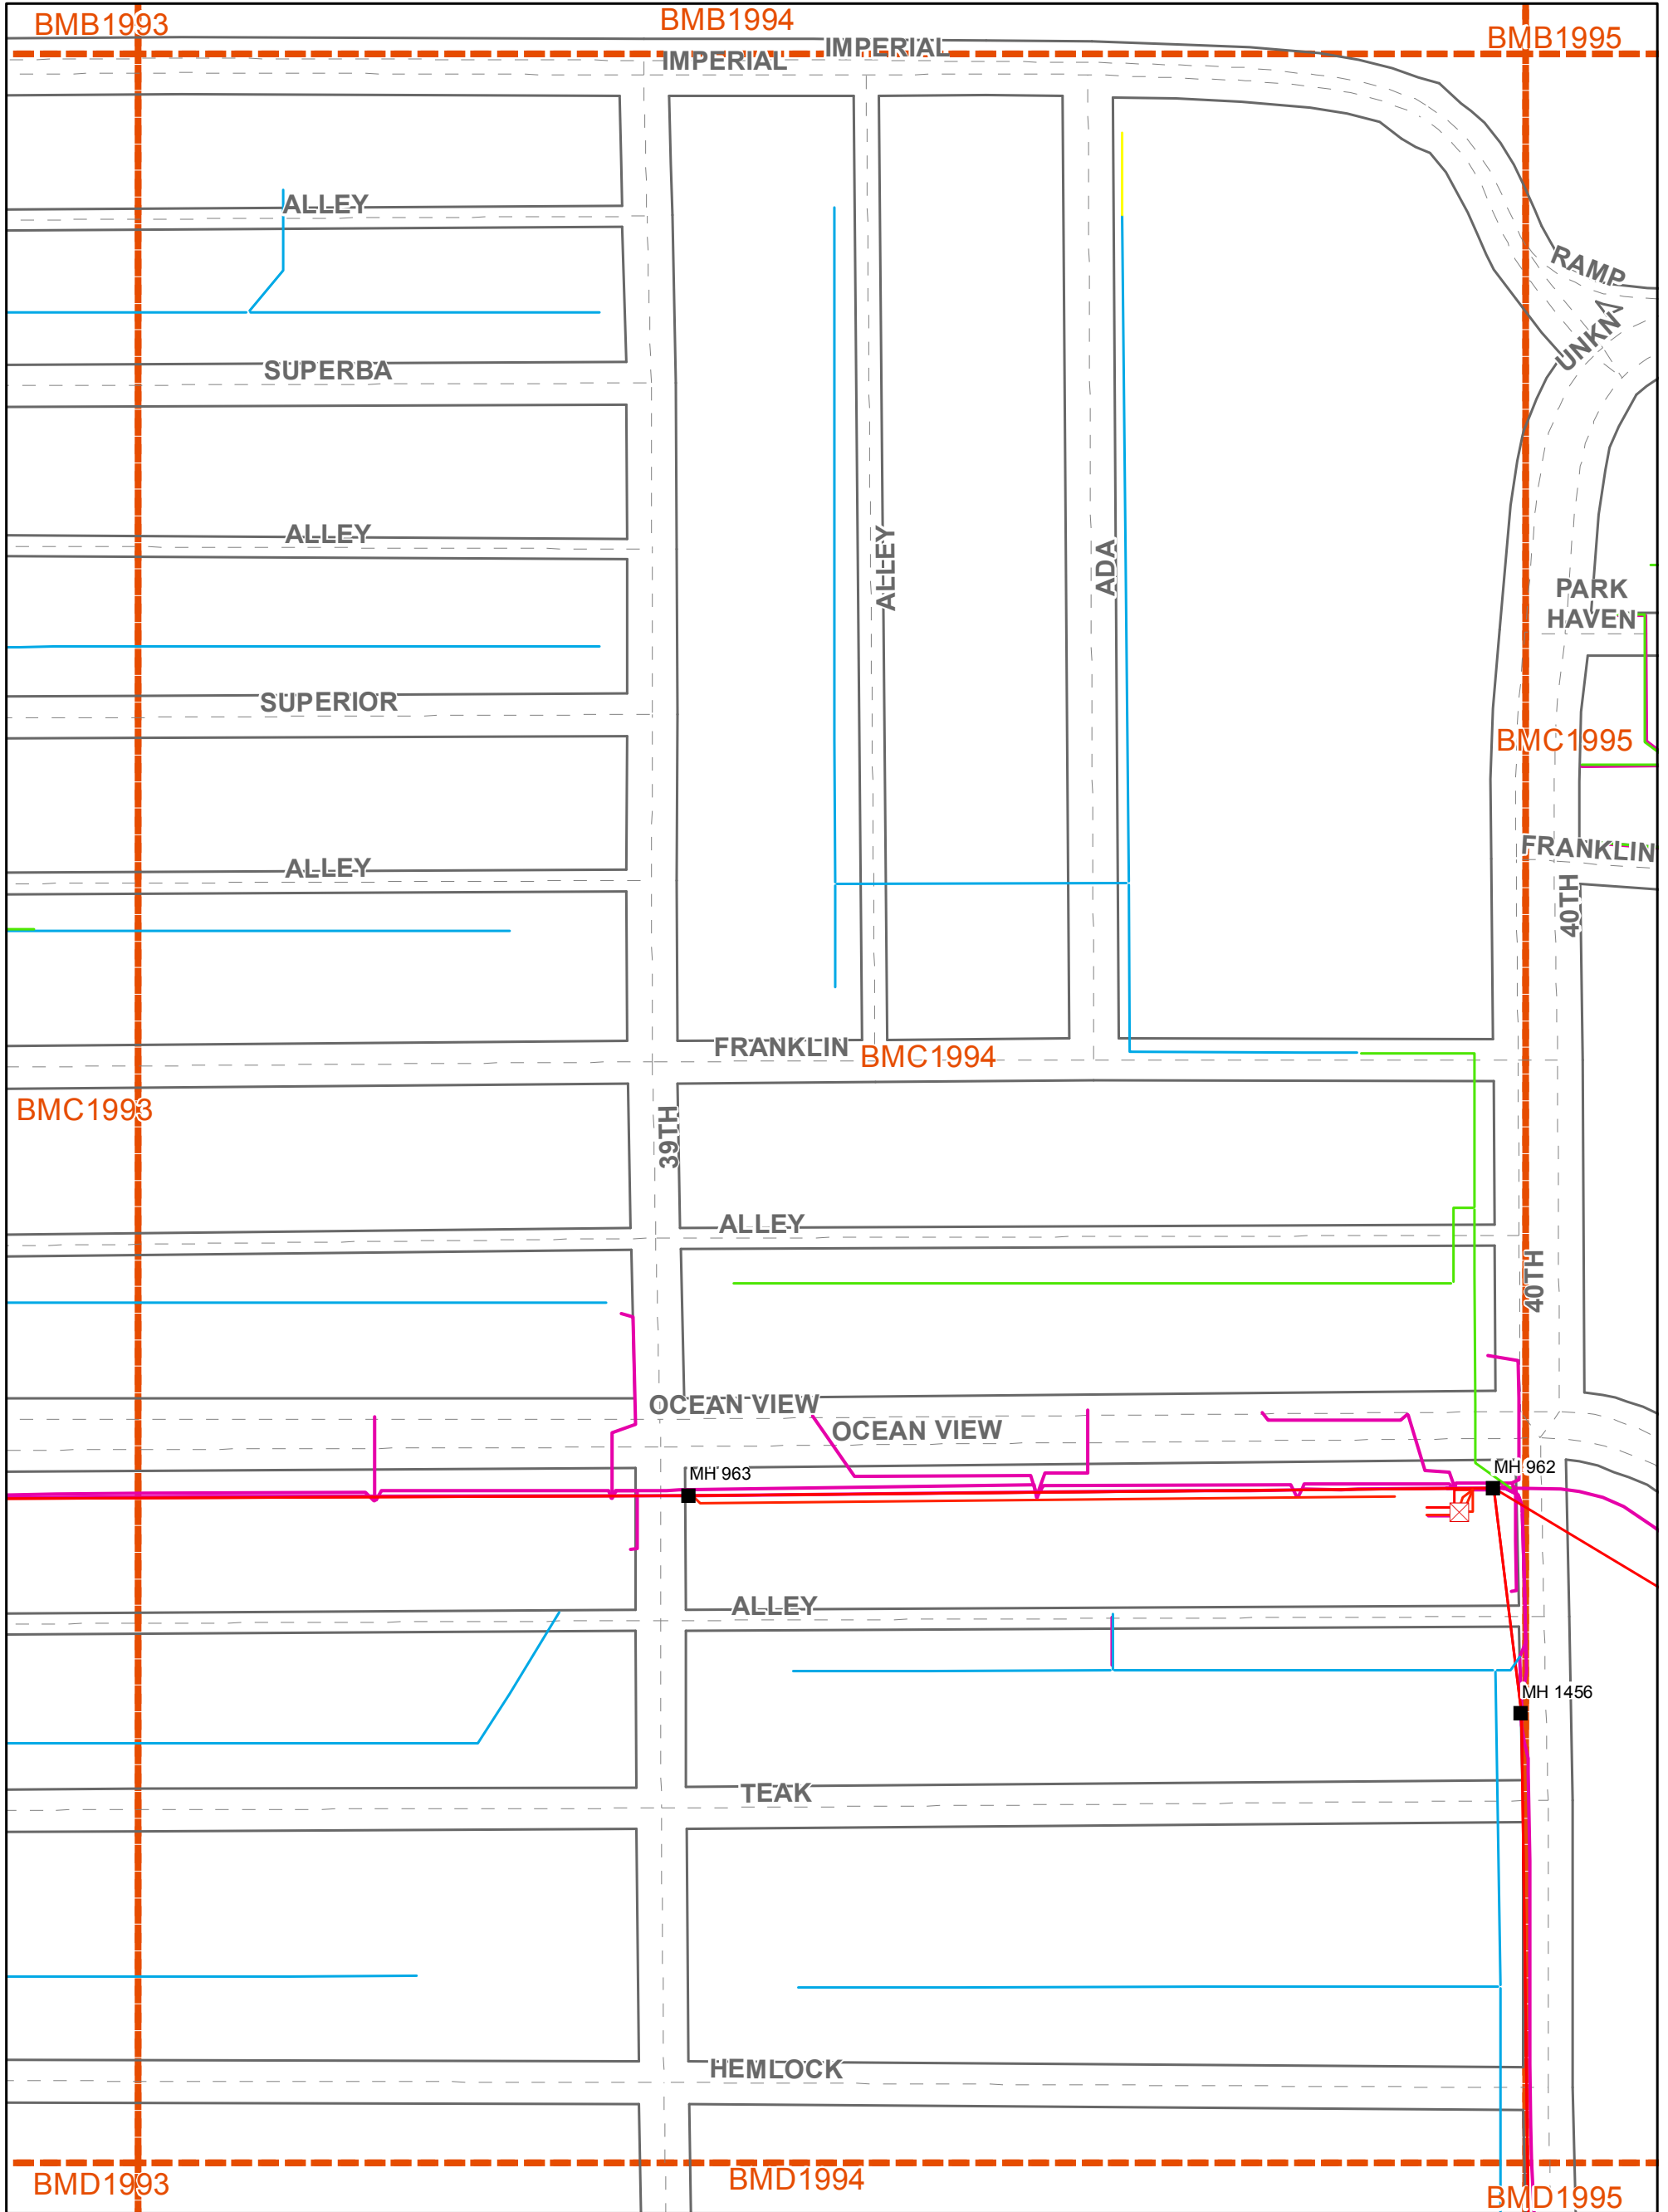 BMB1993
BMB1994
BMB1995
IMPERIAL
IMPERIAL
ALLEY
RAMP
SUPERBA
ALLEY
ALLEY
ADA
PARK
HAVEN
SUPERIOR
BMC1995
ALLEY
FRANKLIN
40TH
FRANKLIN
BMC1994
BMC1993
39TH
ALLEY
40TH
OCEAN VIEW
OCEAN VIEW
MH 963
MH 962
ALLEY
MH 1456
TEAK
HEMLOCK
BMD1993
BMD1994
BMD1995